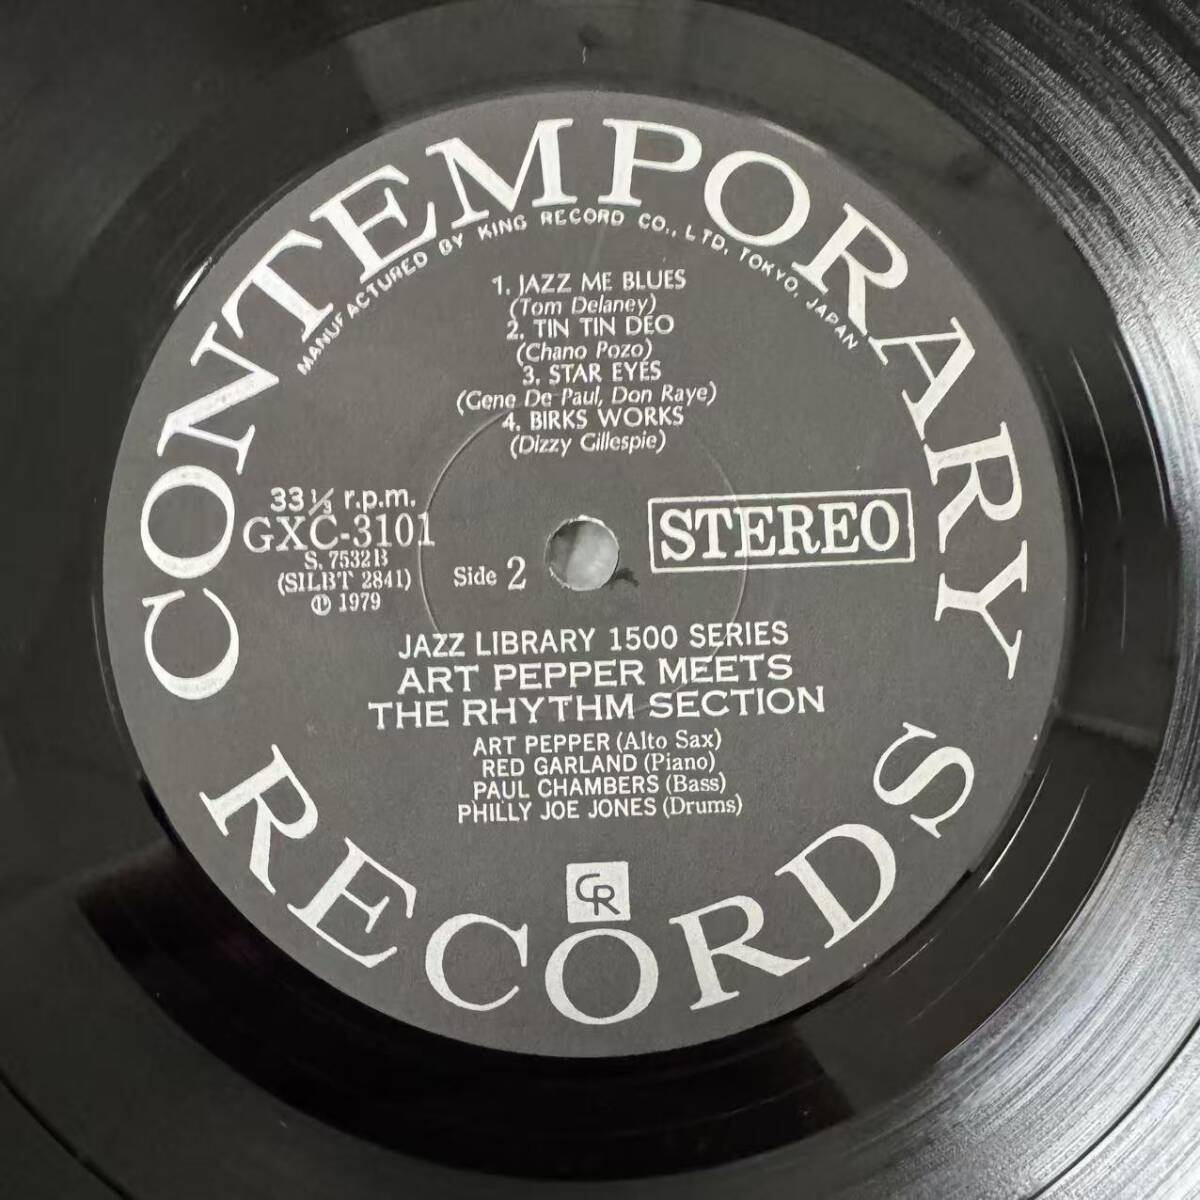 CONTEMPORARY
MANUFACTURED BY KING RECORD CO., LTD. TOKYO, JAPAN
1. JAZZ ME BLUES
(Tom Delaney)
2. TIN TIN DEO
(Chano Pozo)
3. STAR EYES
(Gene De Paul, Don Raye)
4. BIRKS WORKS
(Dizzy Gillespie)
33 1/3 r.p.m.
GXC-3101
S. 7532B
(SILBT 2841)
Ⓟ 1979
Side 2
STEREO
JAZZ LIBRARY 1500 SERIES
ART PEPPER MEETS
THE RHYTHM SECTION
ART PEPPER (Alto Sax)
RED GARLAND (Piano)
PAUL CHAMBERS (Bass)
PHILLY JOE JONES (Drums)
CR
RECORDS